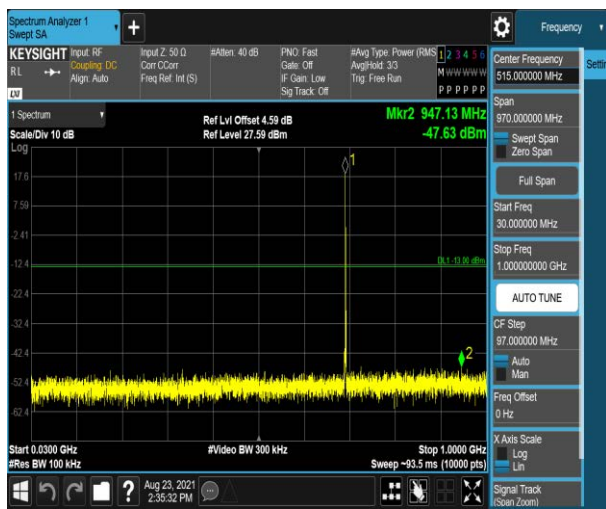 Spectrum Analyzer 1
Swept SA
Frequency
KEYSIGHT
RL
Input: RF
Coupling: DC
Align: Auto
Input Z: 50 Ω
Corr CCorr
Freq Ref: Int (S)
#Atten: 40 dB
PNO: Fast
Gate: Off
IF Gain: Low
Sig Track: Off
#Avg Type: Power (RMS
Avg|Hold: 3/3
Trig: Free Run
1 2 3 4 5 6
M W W W W W
P P P P P P
LXI
1 Spectrum
Scale/Div 10 dB
Ref Lvl Offset 4.59 dB
Ref Level 27.59 dBm
Mkr2 947.13 MHz
-47.63 dBm
Log
17.6
7.59
-2.41
-12.4
-22.4
-32.4
-42.4
-52.4
-62.4
1
DL1 -13.00 dBm
2
Start 0.0300 GHz
#Res BW 100 kHz
#Video BW 300 kHz
Stop 1.0000 GHz
Sweep ~93.5 ms (10000 pts)
Aug 23, 2021
2:35:32 PM
?
Center Frequency
515.000000 MHz
Settin
Span
970.000000 MHz
Swept Span
Zero Span
Full Span
Start Freq
30.000000 MHz
Stop Freq
1.000000000 GHz
AUTO TUNE
CF Step
97.000000 MHz
Auto
Man
Freq Offset
0 Hz
X Axis Scale
Log
Lin
Signal Track
(Span Zoom)